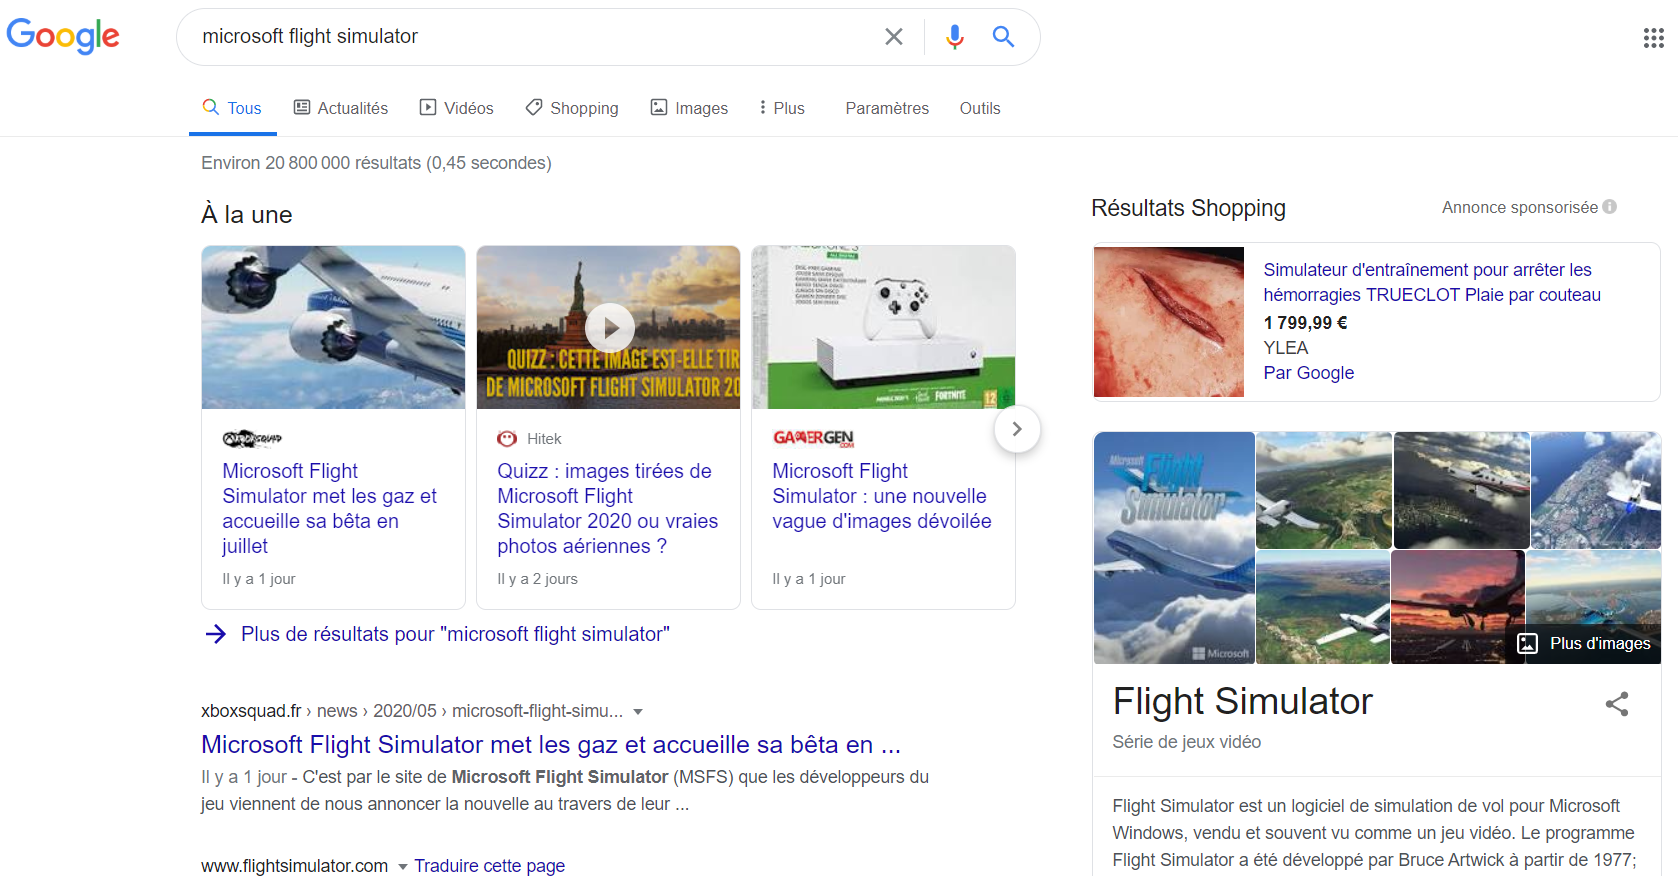 Google
microsoft flight simulator
Tous
Actualités
Vidéos
Shopping
Images
Plus
Paramètres
Outils
Environ 20 800 000 résultats (0,45 secondes)
À la une
QUIZZ : CETTE IMAGE EST-ELLE TIR
DE MICROSOFT FLIGHT SIMULATOR 20
ALL DIGITAL
DISC-FREE GAMING
MINECRAFT
FORTNITE
12
XBOXSQUAD
Microsoft Flight
Simulator met les gaz et
accueille sa bêta en
juillet
Il y a 1 jour
Hitek
Quizz : images tirées de
Microsoft Flight
Simulator 2020 ou vraies
photos aériennes ?
Il y a 2 jours
GAMERGEN
.COM
Microsoft Flight
Simulator : une nouvelle
vague d'images dévoilée
Il y a 1 jour
Plus de résultats pour "microsoft flight simulator"
xboxsquad.fr › news › 2020/05 › microsoft-flight-simu...
Microsoft Flight Simulator met les gaz et accueille sa bêta en ...
Il y a 1 jour - C'est par le site de Microsoft Flight Simulator (MSFS) que les développeurs du
jeu viennent de nous annoncer la nouvelle au travers de leur ...
www.flightsimulator.com
Traduire cette page
Résultats Shopping
Annonce sponsorisée
Simulateur d'entraînement pour arrêter les
hémorragies TRUECLOT Plaie par couteau
1 799,99 €
YLEA
Par Google
Microsoft
Flight
Simulator
Microsoft
Plus d'images
Flight Simulator
Série de jeux vidéo
Flight Simulator est un logiciel de simulation de vol pour Microsoft
Windows, vendu et souvent vu comme un jeu vidéo. Le programme
Flight Simulator a été développé par Bruce Artwick à partir de 1977;